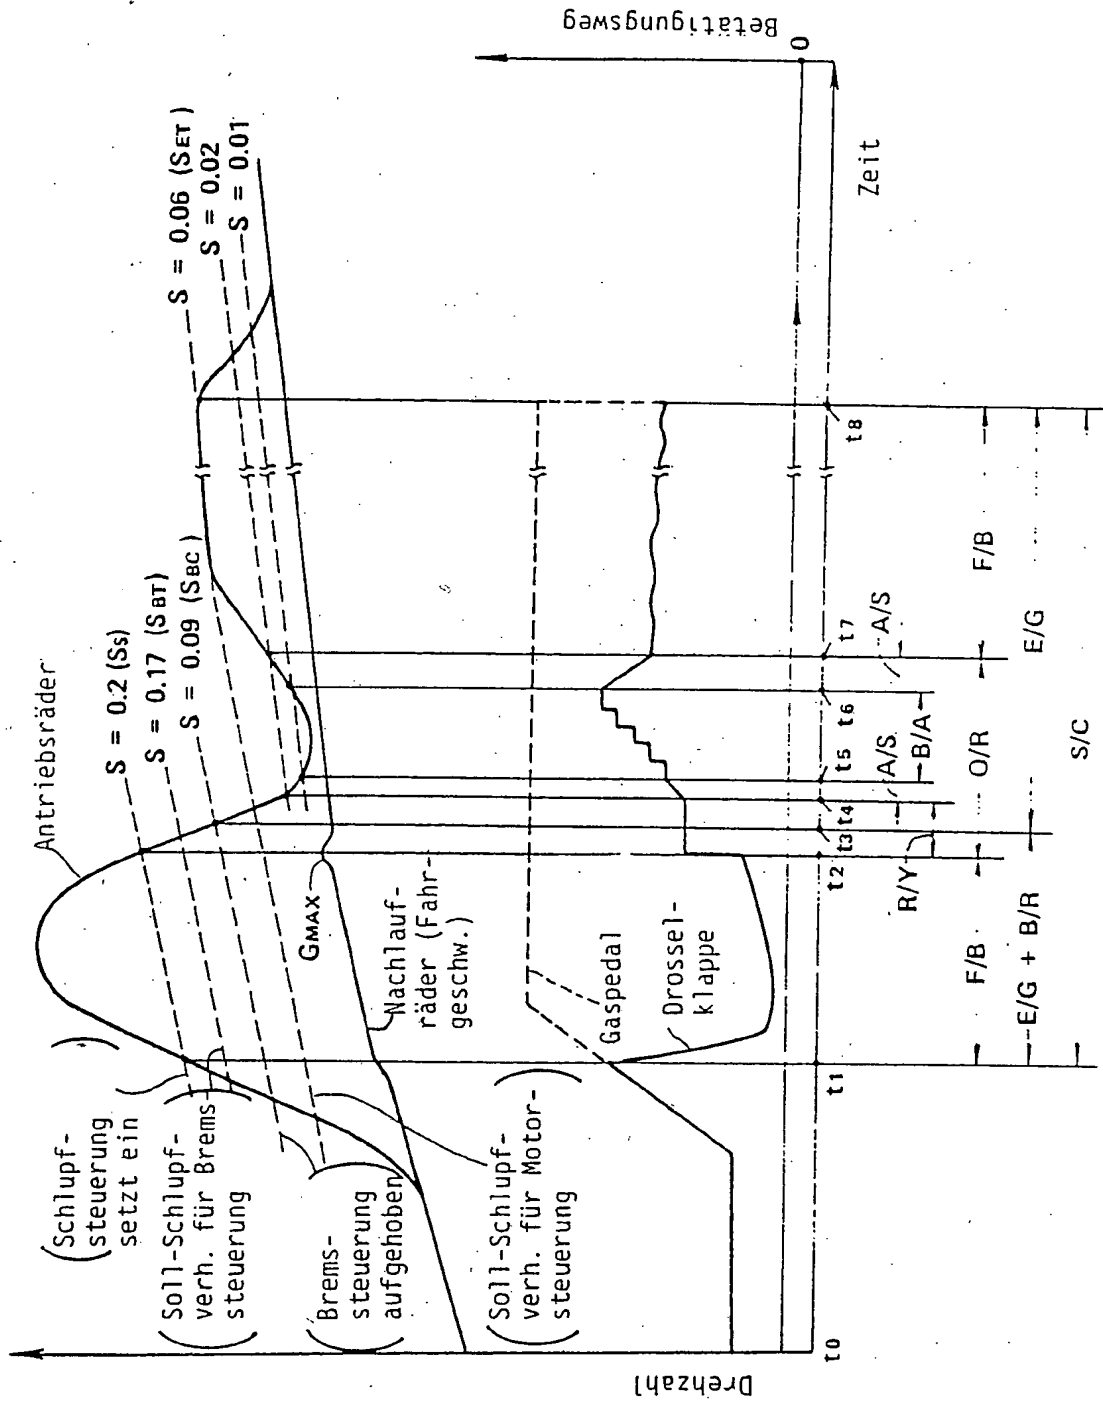 Drehzahl
(Schlupf-
steuerung
setzt ein)
(Soll-Schlupf-
verh. für Brems-
steuerung)
(Brems-
steuerung
aufgehoben)
(Soll-Schlupf-
verh. für Motor-
steuerung)
Antriebsräder
S = 0.2 (SS)
S = 0.17 (SBT)
S = 0.09 (SBC)
S = 0.06 (SET)
S = 0.02
S = 0.01
GMAX
Nachlauf-
räder (Fahr-
geschw.)
Gaspedal
Drossel-
klappe
Betätigungsweg
0
Zeit
t0
t1
t2
t3
t4
t5
t6
t7
t8
R/Y
A/S
B/A
A/S
F/B
O/R
F/B
E/G + B/R
E/G
S/C